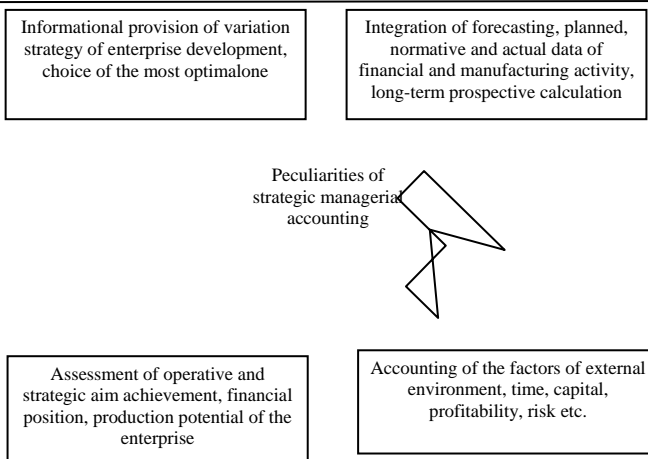 Informational provision of variation
strategy of enterprise development,
choice of the most optimalone
Integration of forecasting, planned,
normative and actual data of
financial and manufacturing activity,
long-term prospective calculation
Peculiarities of
strategic managerial
accounting
Assessment of operative and
strategic aim achievement, financial
position, production potential of the
enterprise
Accounting of the factors of external
environment, time, capital,
profitability, risk etc.